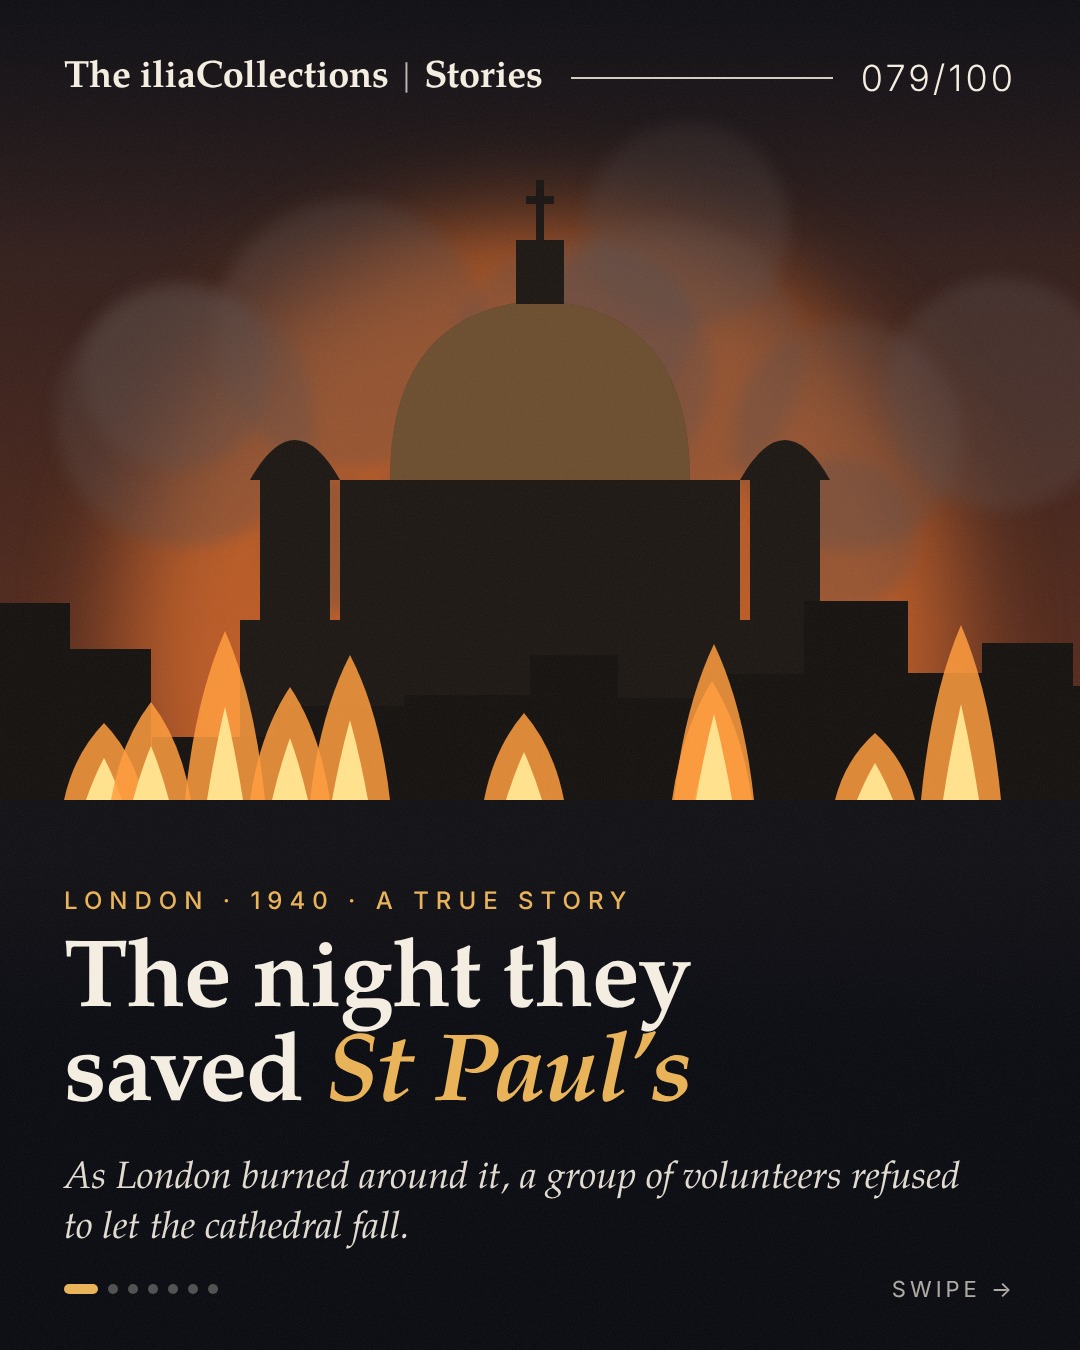 The iliaCollections | Stories 079/100
LONDON · 1940 · A TRUE STORY
The night they
saved St Paul’s
As London burned around it, a group of volunteers refused
to let the cathedral fall.
SWIPE →